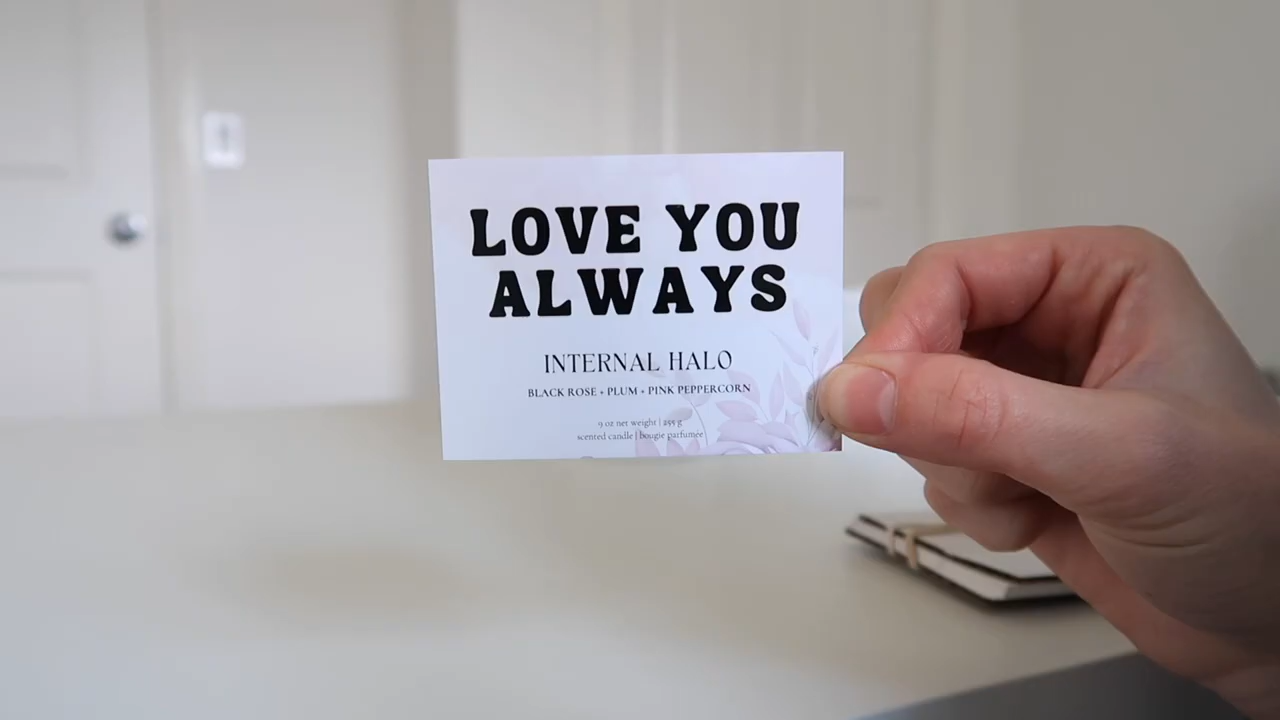 LOVE YOU
ALWAYS
INTERNAL HALO
BLACK ROSE + PLUM + PINK PEPPERCORN
9 oz net weight | 255 g
scented candle | bougie parfumée